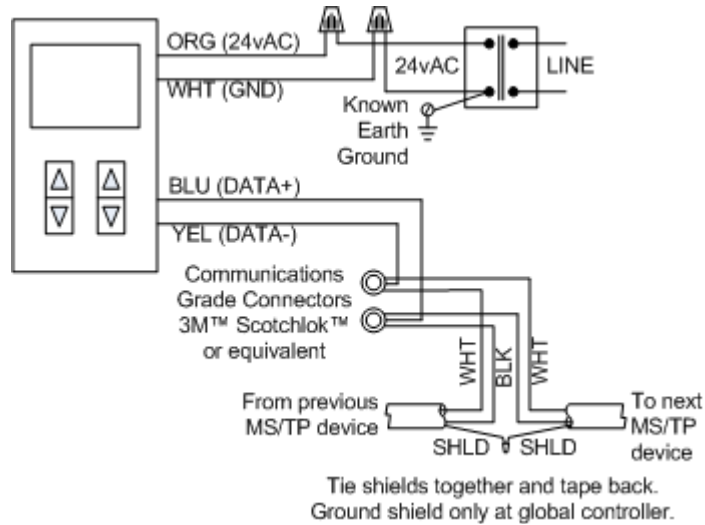 ORG (24vAC)
WHT (GND)
24vAC
LINE
Known
Earth
Ground
BLU (DATA+)
YEL (DATA-)
Communications
Grade Connectors
3M™ Scotchlok™
or equivalent
WHT
BLK
WHT
From previous
MS/TP device
SHLD
SHLD
To next
MS/TP
device
Tie shields together and tape back.
Ground shield only at global controller.